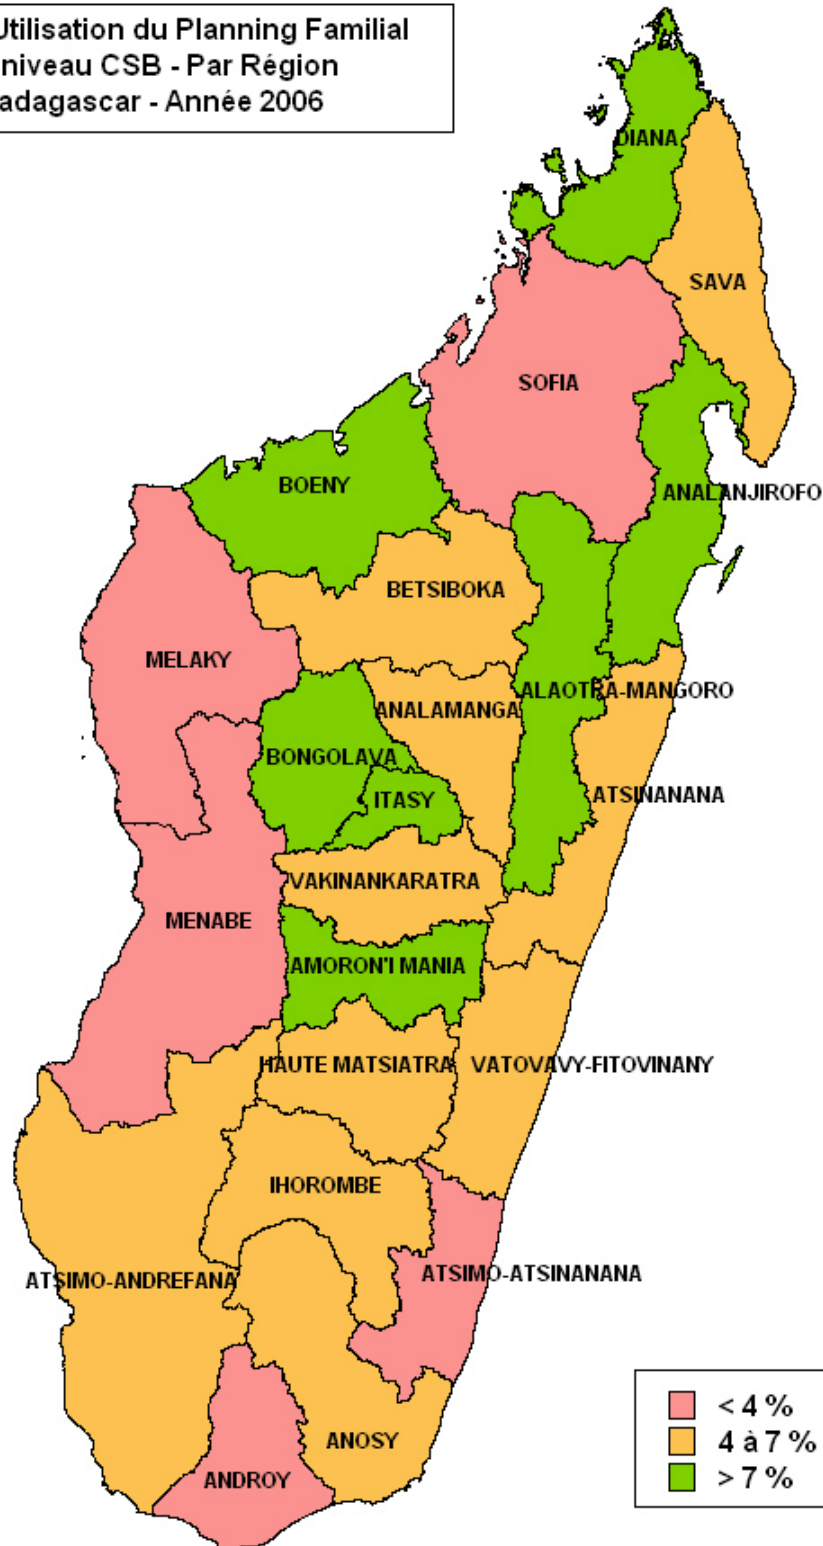 Utilisation du Planning Familial
niveau CSB - Par Région
adagascar - Année 2006
DIANA
SAVA
SOFIA
BOENY
ANALANJIROFO
BETSIBOKA
MELAKY
ALAOTRA-MANGORO
ANALAMANGA
BONGOLAVA
ITASY
ATSINANANA
VAKINANKARATRA
MENABE
AMORON'I MANIA
HAUTE MATSIATRA
VATOVAVY-FITOVINANY
IHOROMBE
ATSIMO-ANDREFANA
ATSIMO-ATSINANANA
ANOSY
ANDROY
< 4 %
4 à 7 %
> 7 %